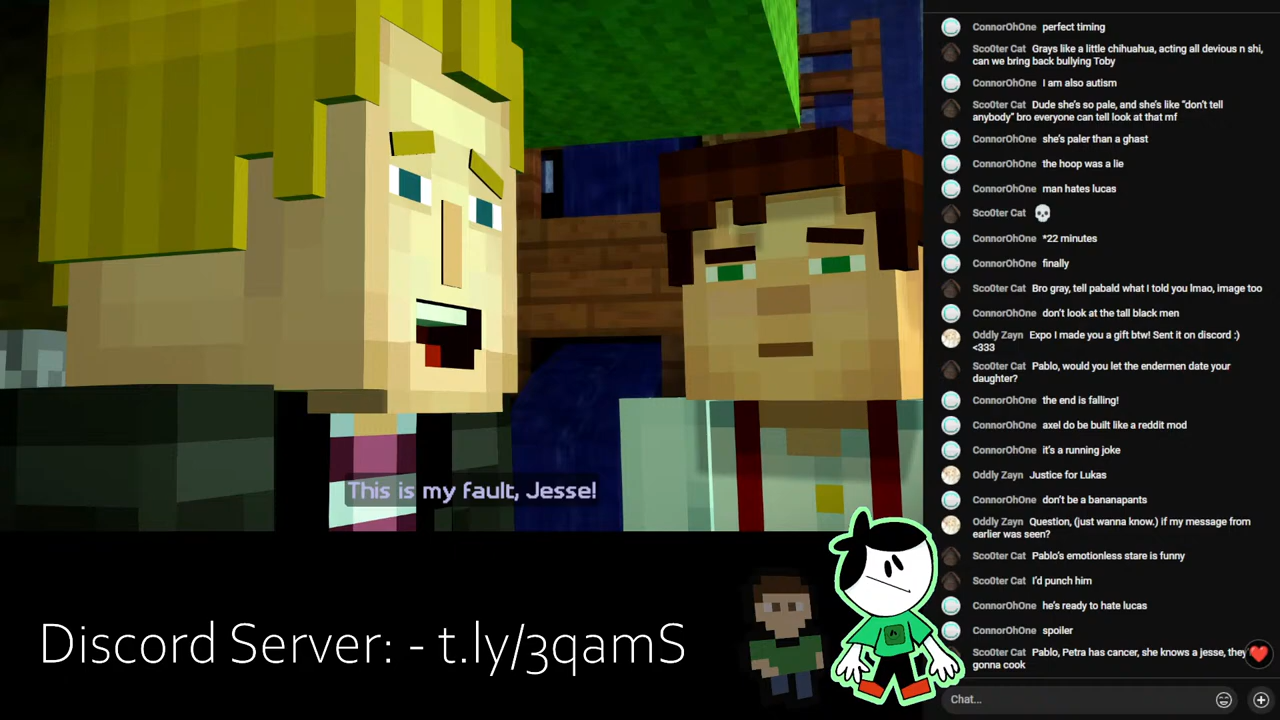 This is my fault, Jesse!
Discord Server: - t.ly/3qamS
ConnorOhOne perfect timing
Sco0ter Cat Grays like a little chihuahua, acting all devious n shi,
can we bring back bullying Toby
ConnorOhOne I am also autism
Sco0ter Cat Dude she's so pale, and she's like “don't tell
anybody” bro everyone can tell look at that mf
ConnorOhOne she's paler than a ghast
ConnorOhOne the hoop was a lie
ConnorOhOne man hates lucas
Sco0ter Cat 💀
ConnorOhOne *22 minutes
ConnorOhOne finally
Sco0ter Cat Bro gray, tell pabald what I told you lmao, image too
ConnorOhOne don't look at the tall black men
Oddly Zayn Expo I made you a gift btw! Sent it on discord :)
<333
Sco0ter Cat Pablo, would you let the endermen date your
daughter?
ConnorOhOne the end is falling!
ConnorOhOne axel do be built like a reddit mod
ConnorOhOne it's a running joke
Oddly Zayn Justice for Lukas
ConnorOhOne don't be a bananapants
Oddly Zayn Question, (just wanna know.) if my message from
earlier was seen?
Sco0ter Cat Pablo's emotionless stare is funny
Sco0ter Cat I'd punch him
ConnorOhOne he's ready to hate lucas
ConnorOhOne spoiler
Sco0ter Cat Pablo, Petra has cancer, she knows a jesse, they
gonna cook
Chat...